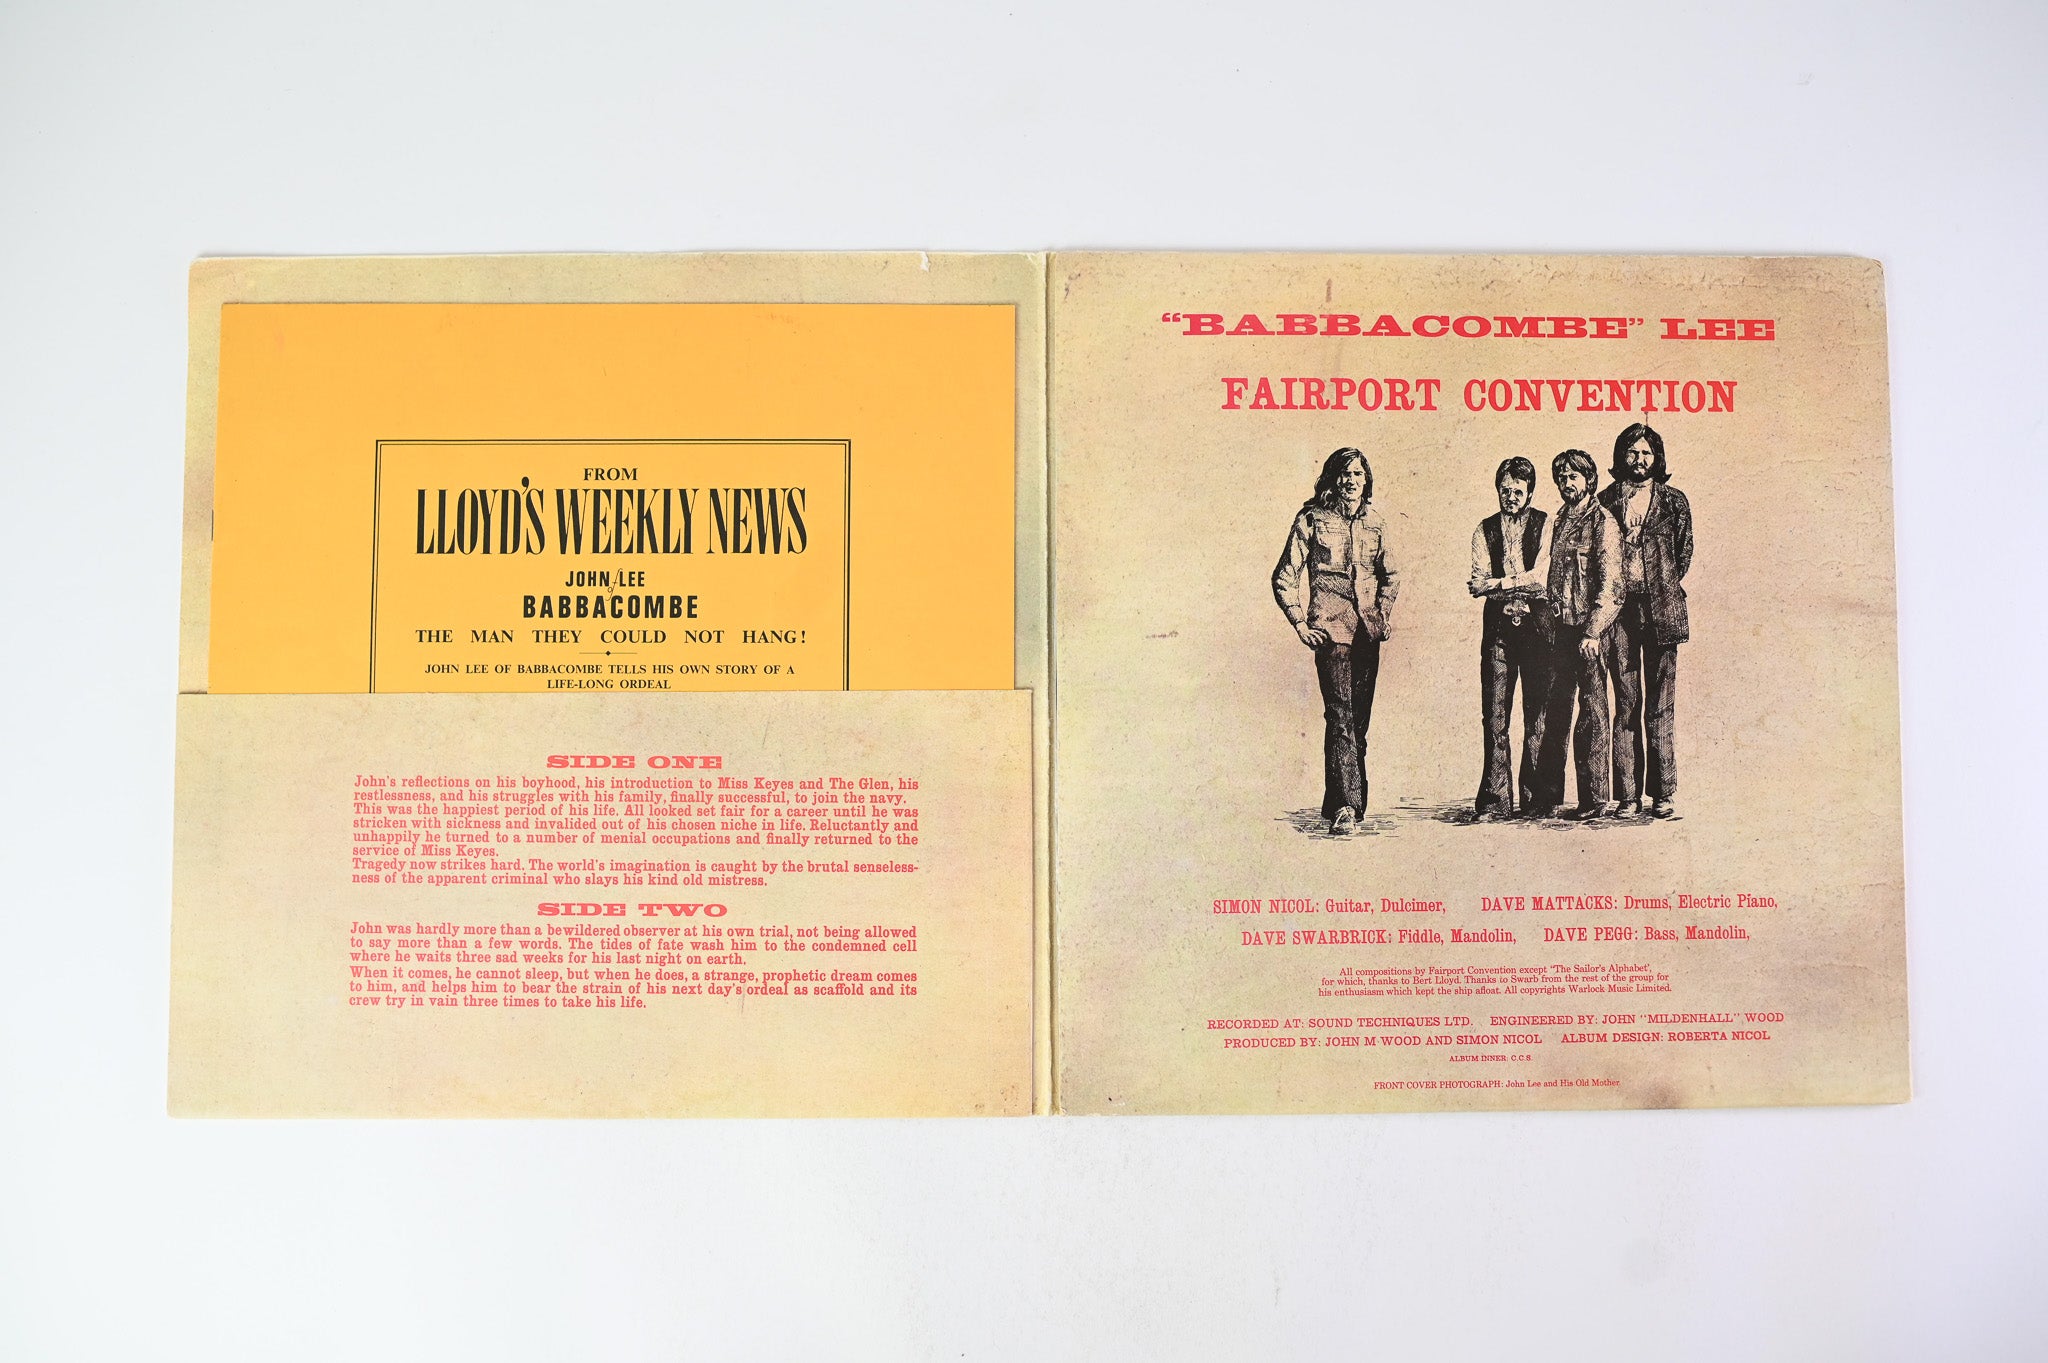 FROM
LLOYD'S WEEKLY NEWS
JOHN LEE
of
BABBACOMBE
THE MAN THEY COULD NOT HANG!
JOHN LEE OF BABBACOMBE TELLS HIS OWN STORY OF A
LIFE-LONG ORDEAL
SIDE ONE
John's reflections on his boyhood, his introduction to Miss Keyes and The Glen, his
restlessness, and his struggles with his family, finally successful, to join the navy.
This was the happiest period of his life. All looked set fair for a career until he was
stricken with sickness and invalided out of his chosen niche in life. Reluctantly and
unhappily he turned to a number of menial occupations and finally returned to the
service of Miss Keyes.
Tragedy now strikes hard. The world's imagination is caught by the brutal senseless-
ness of the apparent criminal who slays his kind old mistress.
SIDE TWO
John was hardly more than a bewildered observer at his own trial, not being allowed
to say more than a few words. The tides of fate wash him to the condemned cell
where he waits three sad weeks for his last night on earth.
When it comes, he cannot sleep, but when he does, a strange, prophetic dream comes
to him, and helps him to bear the strain of his next day's ordeal as scaffold and its
crew try in vain three times to take his life.
"BABBACOMBE" LEE
FAIRPORT CONVENTION
SIMON NICOL: Guitar, Dulcimer, DAVE MATTACKS: Drums, Electric Piano,
DAVE SWARBRICK: Fiddle, Mandolin, DAVE PEGG: Bass, Mandolin,
All compositions by Fairport Convention except "The Sailor's Alphabet',
for which, thanks to Bert Lloyd. Thanks to Swarb from the rest of the group for
his enthusiasm which kept the ship afloat. All copyrights Warlock Music Limited.
RECORDED AT: SOUND TECHNIQUES LTD. ENGINEERED BY: JOHN "MILDENHALL" WOOD
PRODUCED BY: JOHN M WOOD AND SIMON NICOL ALBUM DESIGN: ROBERTA NICOL
ALBUM INNER: C.C.S.
FRONT COVER PHOTOGRAPH: John Lee and His Old Mother